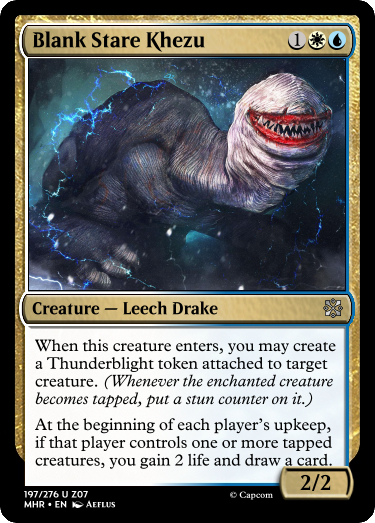 Blank Stare Khezu 1
Creature — Leech Drake
When this creature enters, you may create
a Thunderblight token attached to target
creature. (Whenever the enchanted creature
becomes tapped, put a stun counter on it.)
At the beginning of each player's upkeep,
if that player controls one or more tapped
creatures, you gain 2 life and draw a card.
2/2
197/276 U Z07
MHR • EN Aeflus
© Capcom